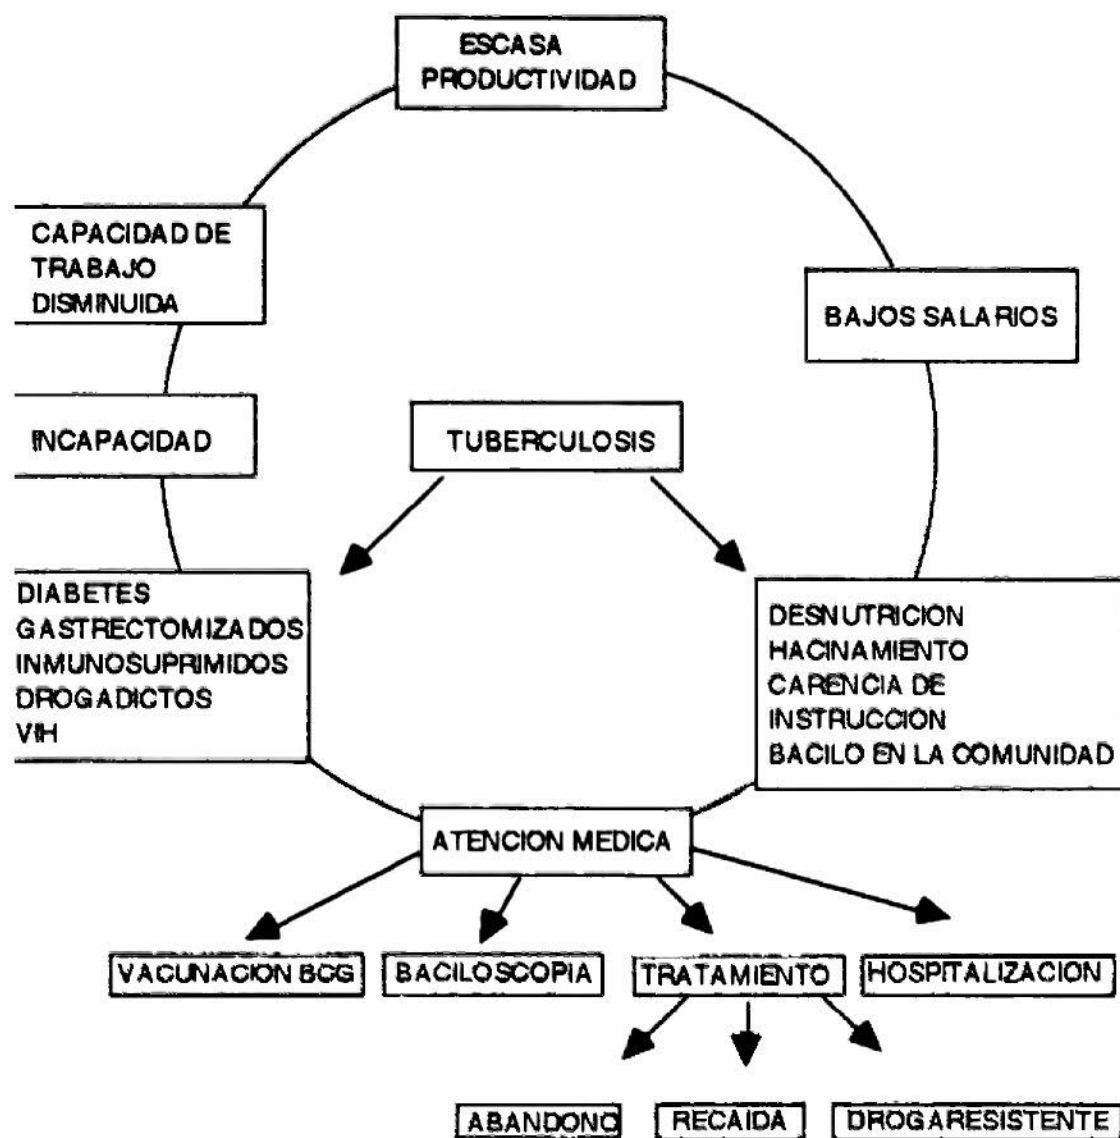 ESCASA
PRODUCTIVIDAD
CAPACIDAD DE
TRABAJO
DISMINUIDA
BAJOS SALARIOS
INCAPACIDAD
TUBERCULOSIS
DIABETES
GASTRECTOMIZADOS
INMUNOSUPRIMIDOS
DROGADICTOS
VIH
DESNUTRICION
HACINAMIENTO
CARENCIA DE
INSTRUCCION
BACILO EN LA COMUNIDAD
ATENCION MEDICA
VACUNACION BCG
BACILOSCOPIA
TRATAMIENTO
HOSPITALIZACION
ABANDONO
RECAIDA
DROGARESISTENTE